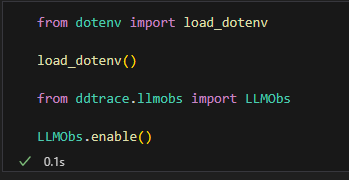 from dotenv import load_dotenv
load_dotenv()
from ddtrace.llmobs import LLMObs
LLMObs.enable()
0.1s